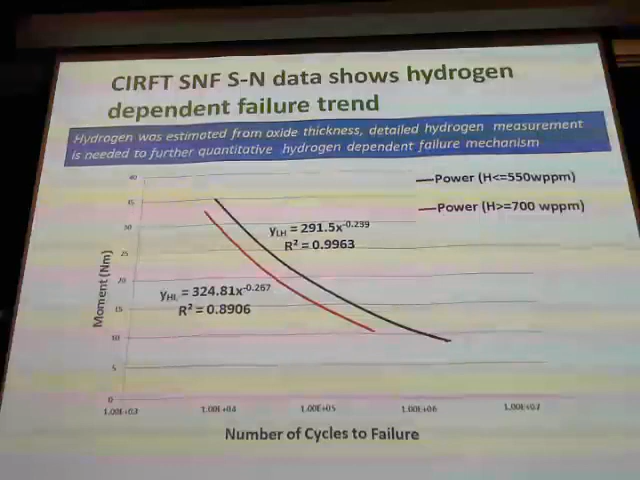 CIRFT SNF S-N data shows hydrogen
dependent failure trend
Hydrogen was estimated from oxide thickness, detailed hydrogen measurement
is needed to further quantitative hydrogen dependent failure mechanism
Power (H<=550wppm)
Power (H>=700 wppm)
yLH = 291.5x^-0.239
R² = 0.9963
yHL = 324.81x^-0.267
R² = 0.8906
Moment (Nm)
40
35
30
25
20
15
10
5
0
1.00E+03 1.00E+04 1.00E+05 1.00E+06 1.00E+07
Number of Cycles to Failure